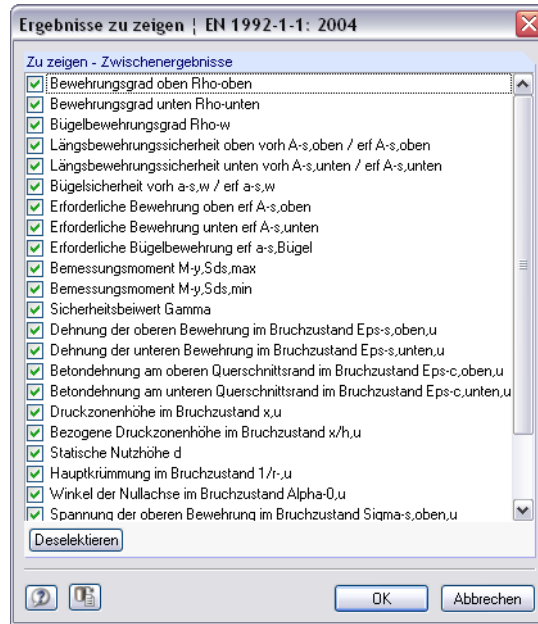 Ergebnisse zu zeigen ¦ EN 1992-1-1: 2004
Zu zeigen - Zwischenergebnisse
Bewehrungsgrad oben Rho-oben
Bewehrungsgrad unten Rho-unten
Bügelbewehrungsgrad Rho-w
Längsbewehrungssicherheit oben vorh A-s,oben / erf A-s,oben
Längsbewehrungssicherheit unten vorh A-s,unten / erf A-s,unten
Bügelsicherheit vorh a-s,w / erf a-s,w
Erforderliche Bewehrung oben erf A-s,oben
Erforderliche Bewehrung unten erf A-s,unten
Erforderliche Bügelbewehrung erf a-s,Bügel
Bemessungsmoment M-y,Sds,max
Bemessungsmoment M-y,Sds,min
Sicherheitsbeiwert Gamma
Dehnung der oberen Bewehrung im Bruchzustand Eps-s,oben,u
Dehnung der unteren Bewehrung im Bruchzustand Eps-s,unten,u
Betondehnung am oberen Querschnittsrand im Bruchzustand Eps-c,oben,u
Betondehnung am unteren Querschnittsrand im Bruchzustand Eps-c,unten,u
Druckzonenhöhe im Bruchzustand x,u
Bezogene Druckzonenhöhe im Bruchzustand x/h,u
Statische Nutzhöhe d
Hauptkrümmung im Bruchzustand 1/r-,u
Winkel der Nullachse im Bruchzustand Alpha-0,u
Spannung der oberen Bewehrung im Bruchzustand Sigma-s,oben,u
Deselektieren
OK Abbrechen